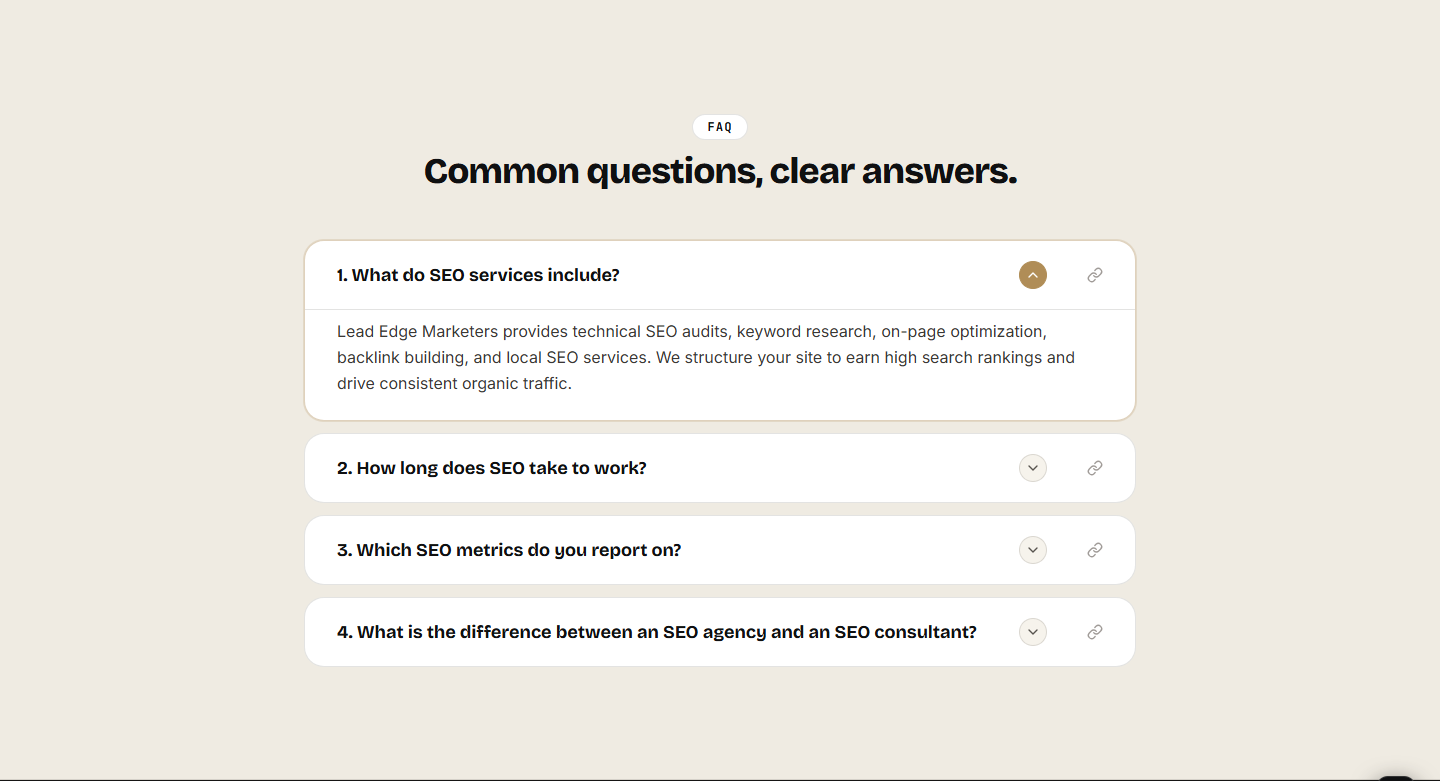 FAQ
Common questions, clear answers.
1. What do SEO services include?
Lead Edge Marketers provides technical SEO audits, keyword research, on-page optimization,
backlink building, and local SEO services. We structure your site to earn high search rankings and
drive consistent organic traffic.
2. How long does SEO take to work?
3. Which SEO metrics do you report on?
4. What is the difference between an SEO agency and an SEO consultant?